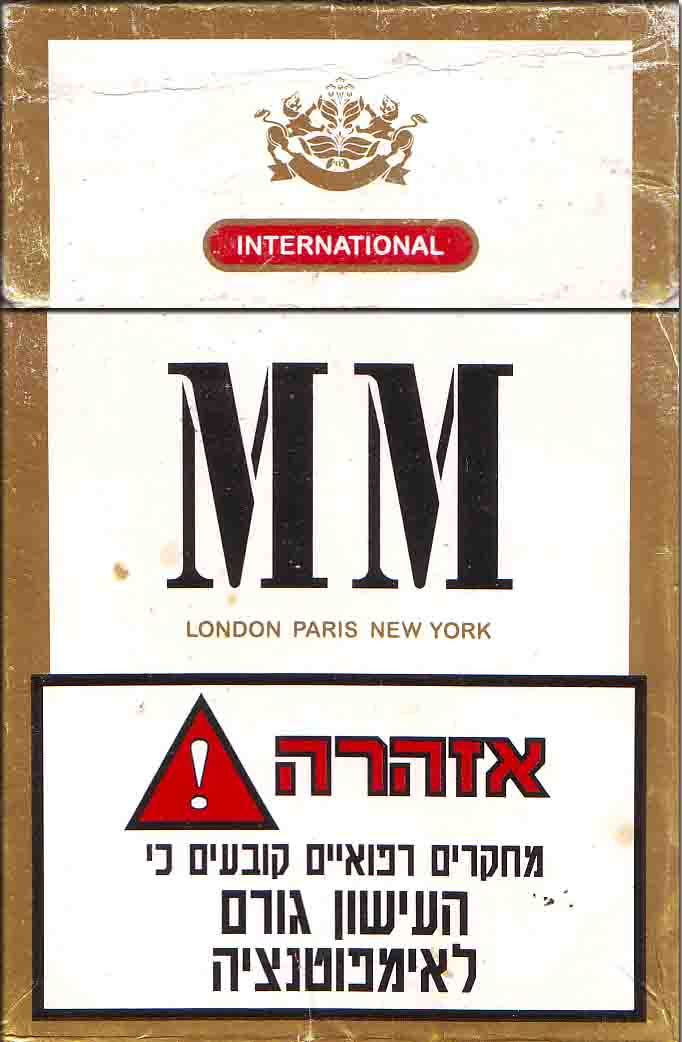 INTERNATIONAL
MM
LONDON PARIS NEW YORK
אזהרה
מחקרים רפואיים קובעים כי
העישון גורם
לאימפוטנציה